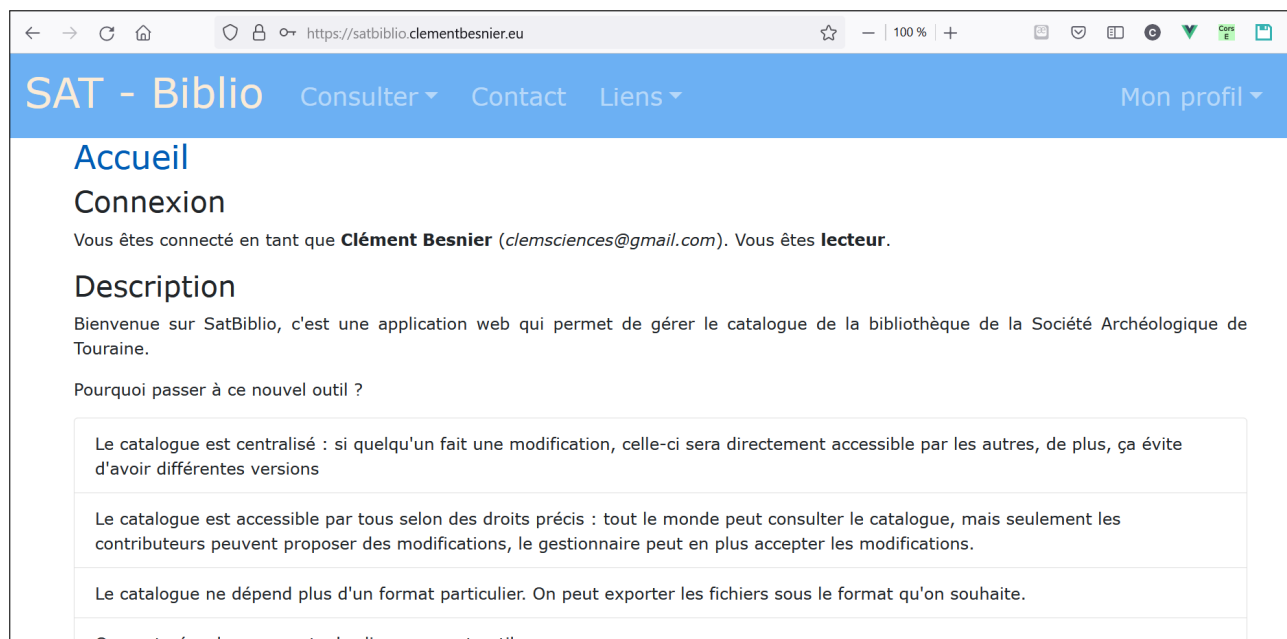 https://satbiblio.clementbesnier.eu
100 %
Cors
E
SAT - Biblio
Consulter
Contact
Liens
Mon profil
Accueil
Connexion
Vous êtes connecté en tant que Clément Besnier (clemsciences@gmail.com). Vous êtes lecteur.
Description
Bienvenue sur SatBiblio, c'est une application web qui permet de gérer le catalogue de la bibliothèque de la Société Archéologique de
Touraine.
Pourquoi passer à ce nouvel outil ?
Le catalogue est centralisé : si quelqu'un fait une modification, celle-ci sera directement accessible par les autres, de plus, ça évite
d'avoir différentes versions
Le catalogue est accessible par tous selon des droits précis : tout le monde peut consulter le catalogue, mais seulement les
contributeurs peuvent proposer des modifications, le gestionnaire peut en plus accepter les modifications.
Le catalogue ne dépend plus d'un format particulier. On peut exporter les fichiers sous le format qu'on souhaite.